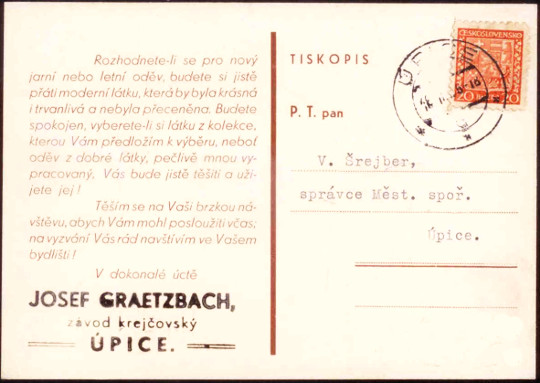 Rozhodnete-li se pro nový
jarní nebo letní oděv, budete si jistě
přáti moderní látku, která by byla krásná
i trvanlivá a nebyla přeceněna. Budete
spokojen, vyberete-li si látku z kolekce,
kterou Vám předložím k výběru, neboť
oděv z dobré látky, pečlivě mnou vy-
pracovaný, Vás bude jistě těšiti a uži-
jete jej!
Těším se na Vaši brzkou ná-
vštěvu, abych Vám mohl posloužiti včas;
na vyzvání Vás rád navštívím ve Vašem
bydlišti!
V dokonalé úctě
JOSEF GRAETZBACH,
závod krejčovský
ÚPICE.
TISKOPIS
ČESKOSLOVENSKO
20
P. T. pan
V. Šrejber,
správce Měst. spoř.
Úpice.